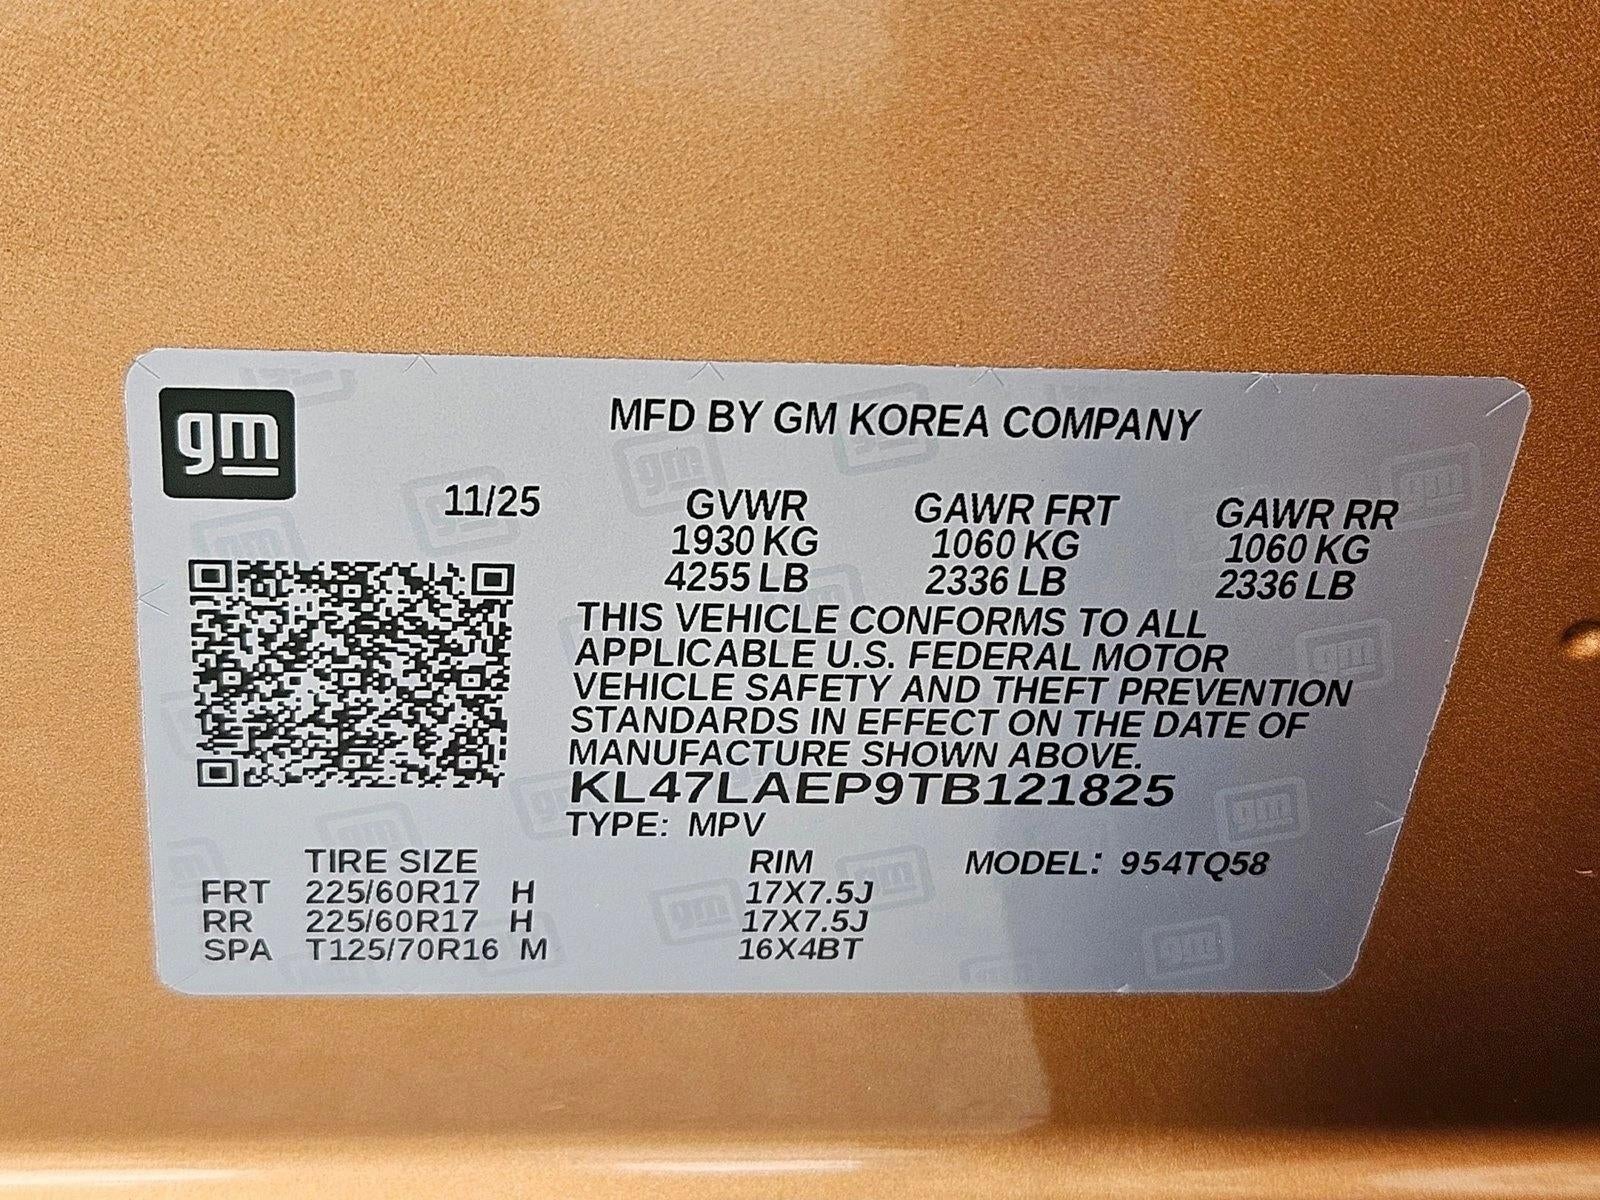 gm
MFD BY GM KOREA COMPANY
11/25 GVWR GAWR FRT GAWR RR
1930 KG 1060 KG 1060 KG
4255 LB 2336 LB 2336 LB
THIS VEHICLE CONFORMS TO ALL
APPLICABLE U.S. FEDERAL MOTOR
VEHICLE SAFETY AND THEFT PREVENTION
STANDARDS IN EFFECT ON THE DATE OF
MANUFACTURE SHOWN ABOVE.
KL47LAEP9TB121825
TYPE: MPV
TIRE SIZE RIM MODEL: 954TQ58
FRT 225/60R17 H 17X7.5J
RR 225/60R17 H 17X7.5J
SPA T125/70R16 M 16X4BT